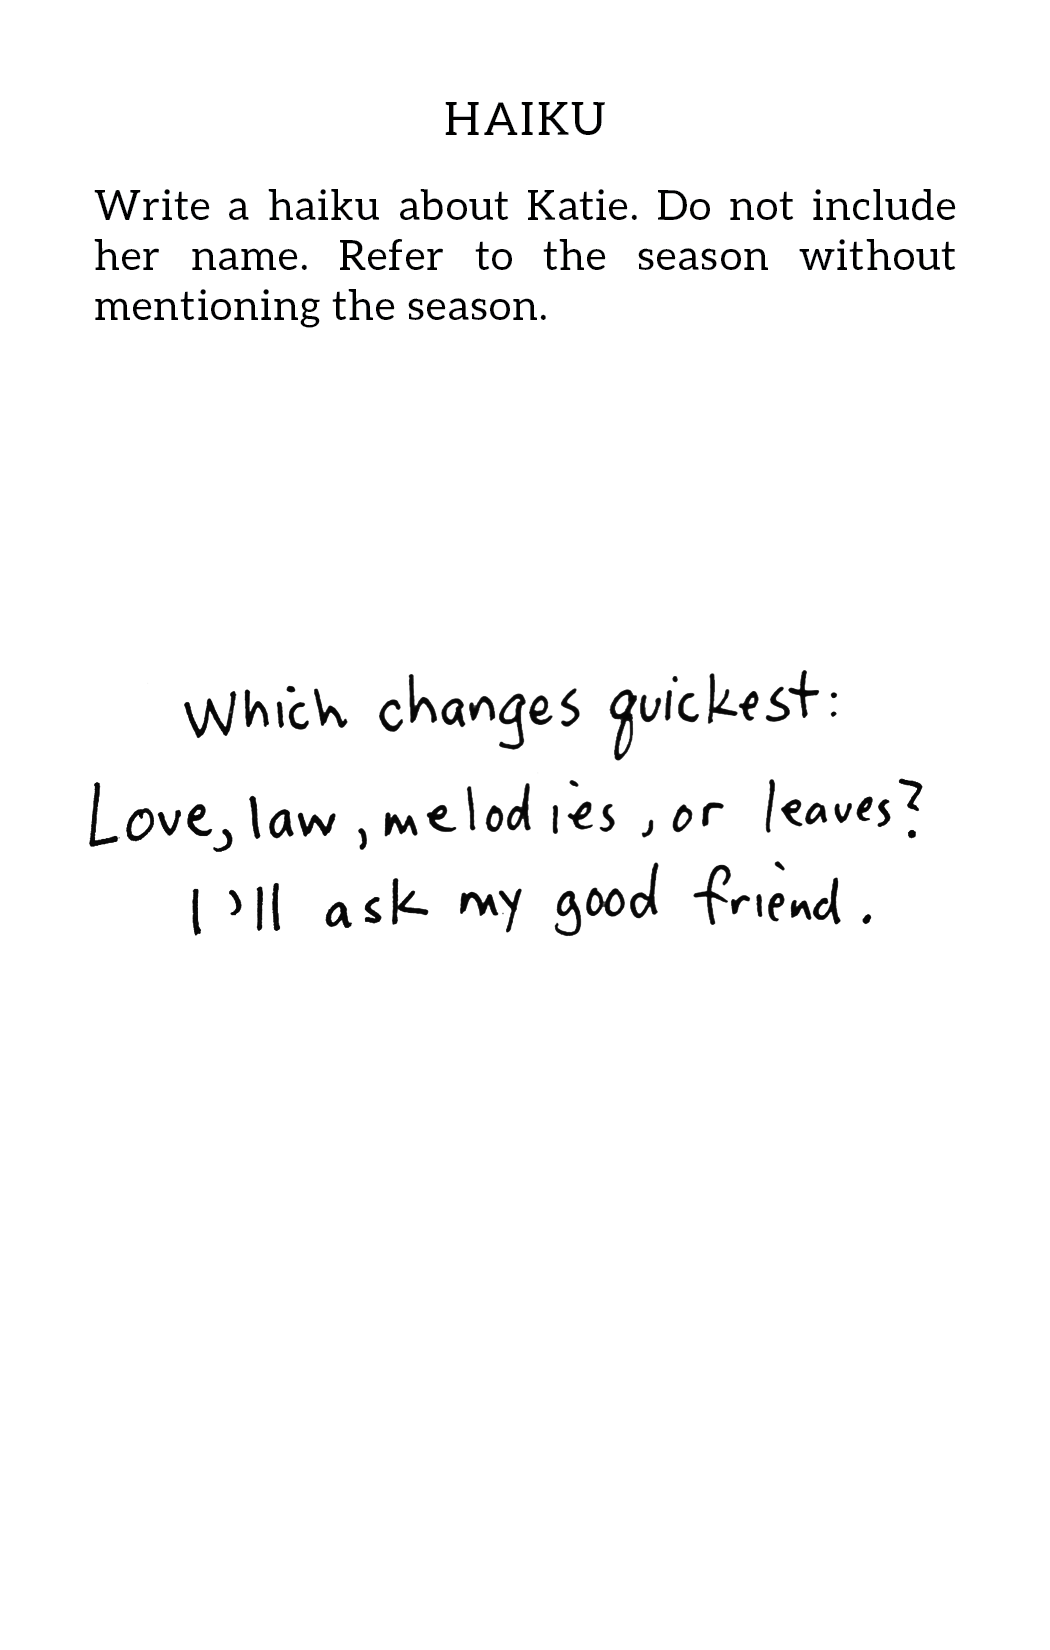 HAIKU
Write a haiku about Katie. Do not include
her name. Refer to the season without
mentioning the season.
Which changes quickest:
Love, law, melodies, or leaves?
I'll ask my good friend.